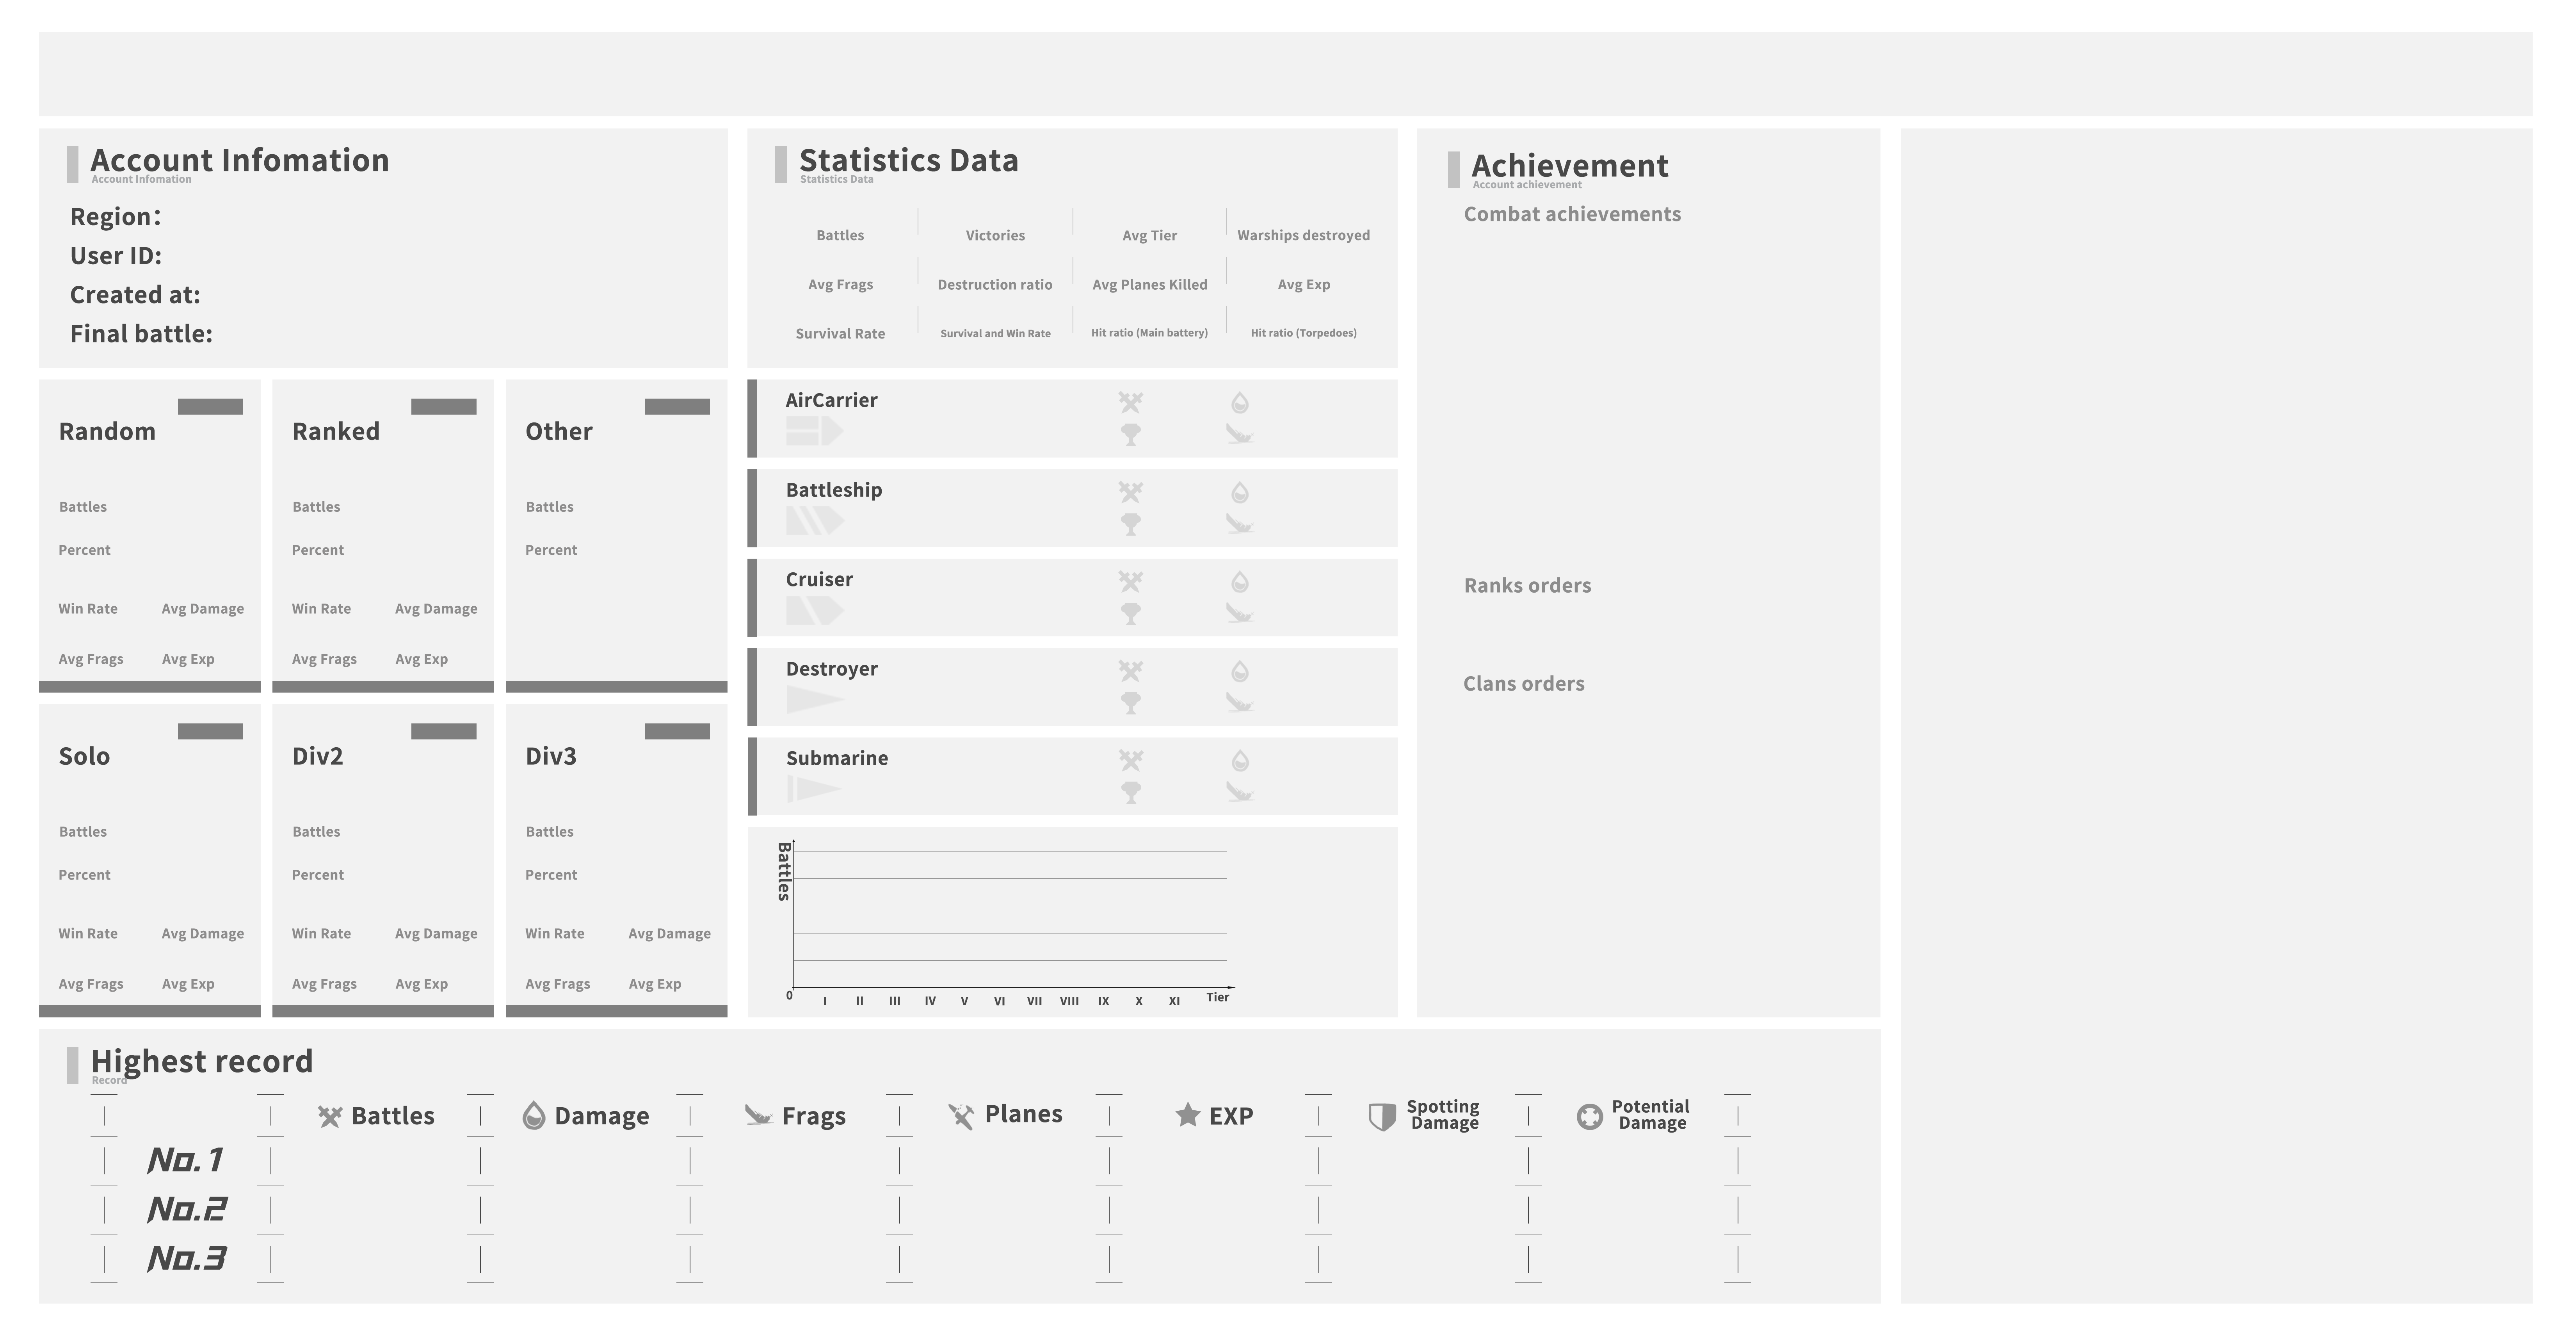 Account Infomation
Account Infomation
Region：
User ID:
Created at:
Final battle:
Statistics Data
Statistics Data
Battles Victories Avg Tier Warships destroyed
Avg Frags Destruction ratio Avg Planes Killed Avg Exp
Survival Rate Survival and Win Rate Hit ratio (Main battery) Hit ratio (Torpedoes)
Achievement
Account achievement
Combat achievements
Ranks orders
Clans orders
Random
Battles
Percent
Win Rate Avg Damage
Avg Frags Avg Exp
Ranked
Battles
Percent
Win Rate Avg Damage
Avg Frags Avg Exp
Other
Battles
Percent
Solo
Battles
Percent
Win Rate Avg Damage
Avg Frags Avg Exp
Div2
Battles
Percent
Win Rate Avg Damage
Avg Frags Avg Exp
Div3
Battles
Percent
Win Rate Avg Damage
Avg Frags Avg Exp
AirCarrier
Battleship
Cruiser
Destroyer
Submarine
Battles
0 I II III IV V VI VII VIII IX X XI Tier
Highest record
Record
Battles Damage Frags Planes EXP Spotting Damage Potential Damage
No.1
No.2
No.3